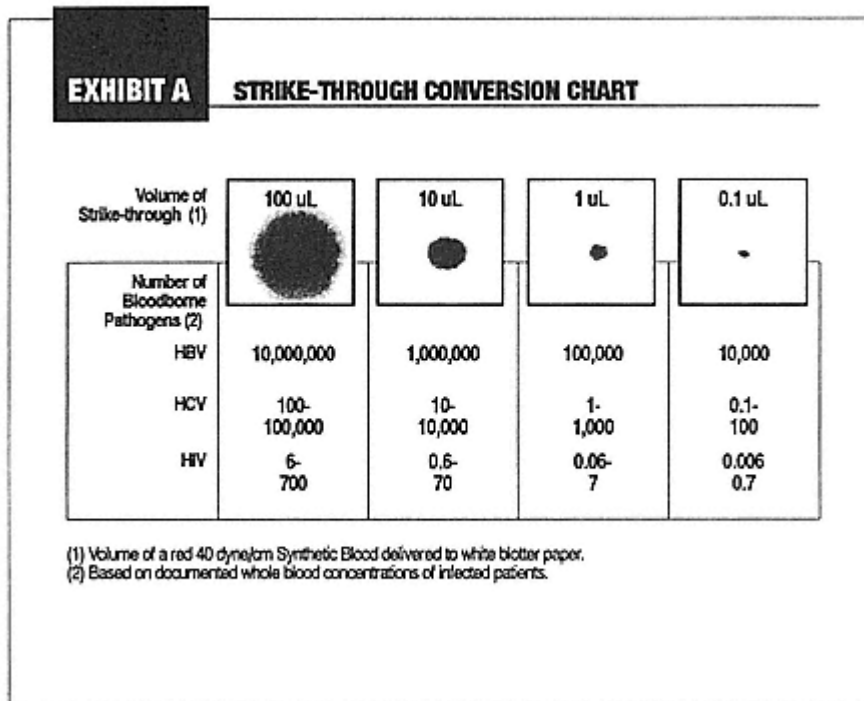 EXHIBIT A
STRIKE-THROUGH CONVERSION CHART
Volume of
Strike-through (1)
100 uL
10 uL
1 uL
0.1 uL
Number of
Bloodborne
Pathogens (2)
HBV
10,000,000
1,000,000
100,000
10,000
HCV
100-
100,000
10-
10,000
1-
1,000
0.1-
100
HIV
6-
700
0.6-
70
0.06-
7
0.006
0.7
(1) Volume of a red 40 dyne/cm Synthetic Blood delivered to white blotter paper.
(2) Based on documented whole blood concentrations of infected patients.